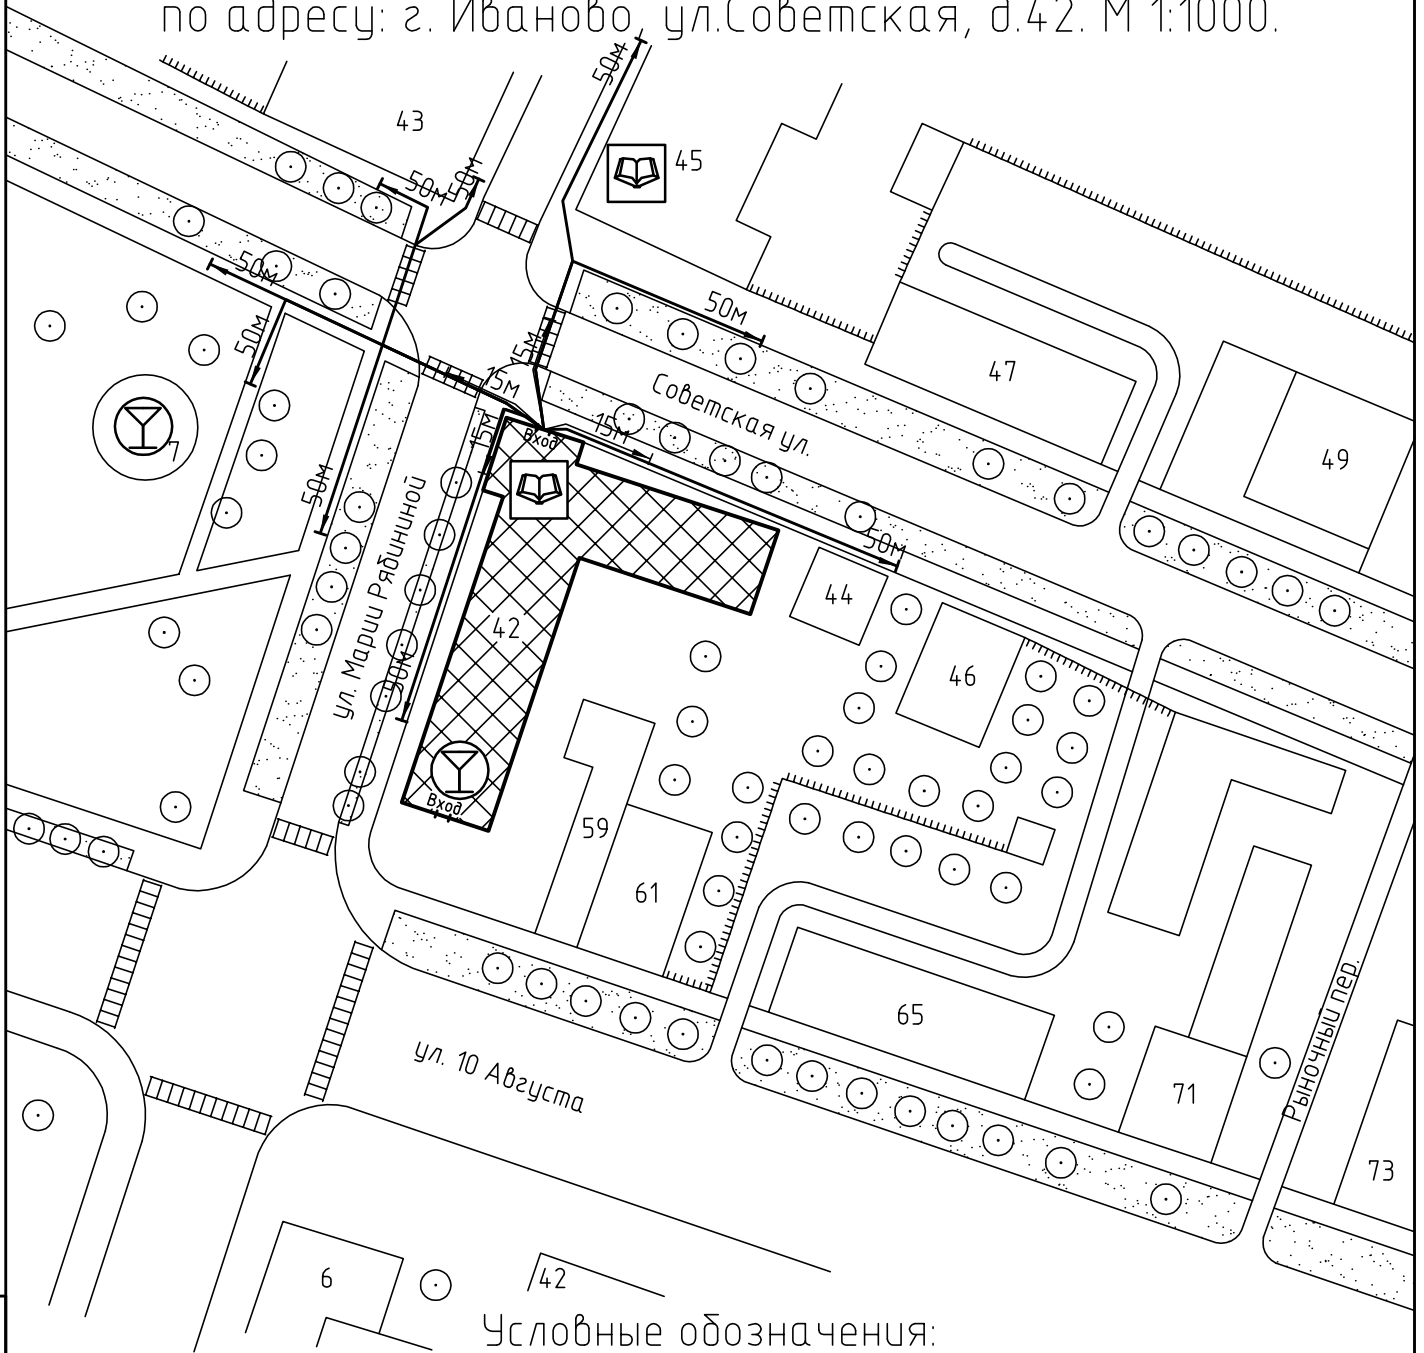 по адресу: г. Иваново, ул.Советская, д.42. М 1:1000.
50м
43
45
50м
50м
50м
50м
50м
47
49
15м
15м
Советская ул.
7
15м
15м
Вход
50м
50м
ул. Марии Рябининой
44
42
46
50м
Вход
59
61
65
Рыночный пер.
ул. 10 Августа
71
73
6
42
Условные обозначения: